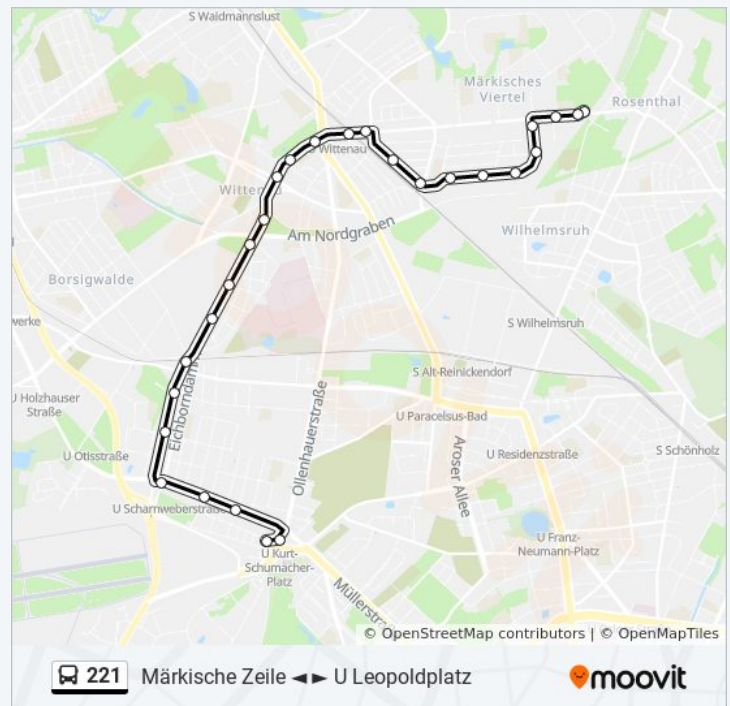 S Waidmannslust
Märkisches
Viertel
Rosenthal
S Wittenau
Wittenau
Am Nordgraben
Wilhelmsruh
Borsigwalde
werke
S Wilhelmsruh
Eichborndamm
S Alt-Reinickendorf
U Holzhauser
Straße
U Paracelsus-Bad
Ollenhauerstraße
Aroser Allee
S Schönholz
U Otisstraße
U Residenzstraße
U Scharnweberstraße
U Franz-
Neumann-Platz
U Kurt-
Schumacher-
Platz
Müllerstraße
© OpenStreetMap contributors | © OpenMapTiles
221 Märkische Zeile ◄► U Leopoldplatz
moovit